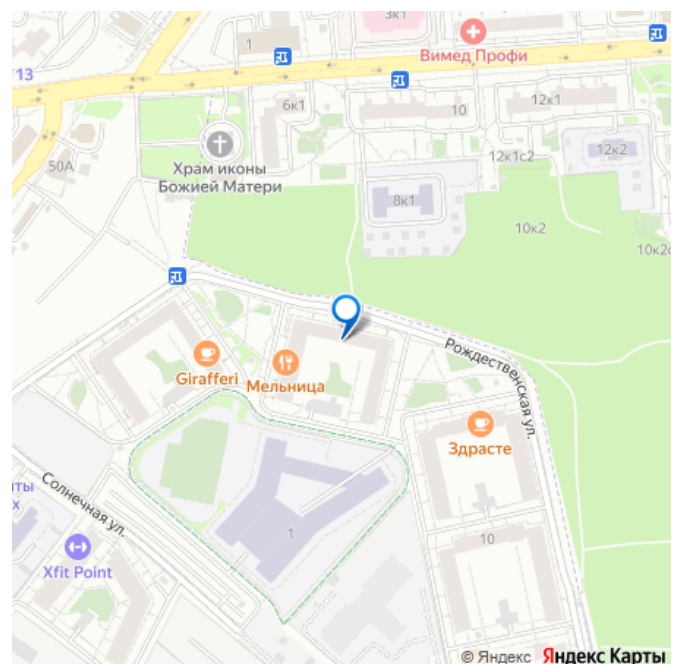 3к1
1
Вимед Профи
13
6к1
10
12к1
50А
Храм иконы
Божией Матери
12к1с2
12к2
8к1
10к2
Рождественская ул.
Girafferi
Мельница
Здрасте
Солнечная ул.
1
10
Xfit Point
© Яндекс Яндекс Карты